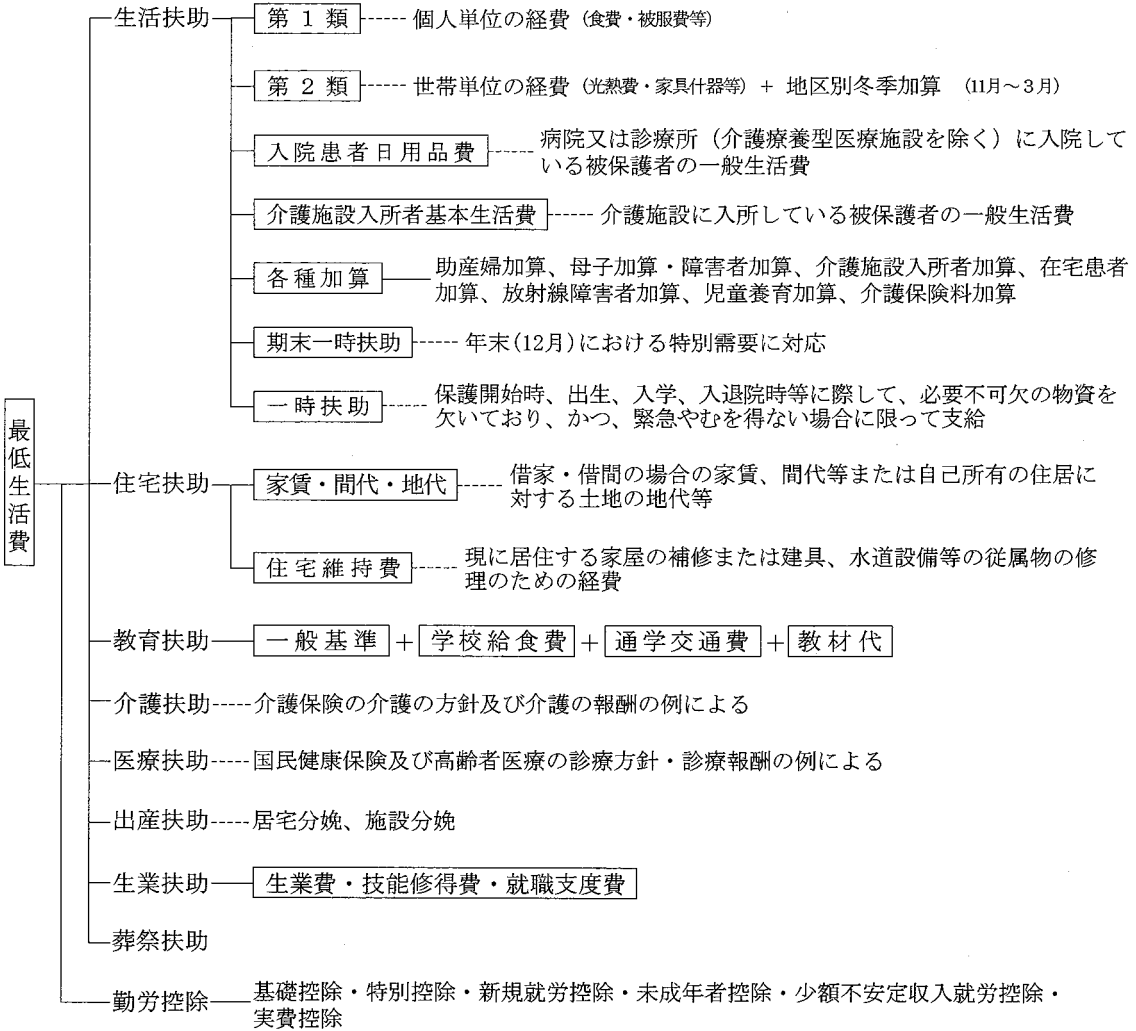 生活扶助 第1類 個人単位の経費（食費・被服費等）
第2類 世帯単位の経費（光熱費・家具什器等）＋ 地区別冬季加算 （11月～3月）
入院患者日用品費 病院又は診療所（介護療養型医療施設を除く）に入院して
いる被保護者の一般生活費
介護施設入所者基本生活費 介護施設に入所している被保護者の一般生活費
各種加算 助産婦加算、母子加算・障害者加算、介護施設入所者加算、在宅患者
加算、放射線障害者加算、児童養育加算、介護保険料加算
期末一時扶助 年末(12月)における特別需要に対応
一時扶助 保護開始時、出生、入学、入退院時等に際して、必要不可欠の物資を
欠いており、かつ、緊急やむを得ない場合に限って支給
最低生活費
住宅扶助 家賃・間代・地代 借家・借間の場合の家賃、間代等または自己所有の住居に
対する土地の地代等
住宅維持費 現に居住する家屋の補修または建具、水道設備等の従属物の修
理のための経費
教育扶助 一般基準＋学校給食費＋通学交通費＋教材代
介護扶助 介護保険の介護の方針及び介護の報酬の例による
医療扶助 国民健康保険及び高齢者医療の診療方針・診療報酬の例による
出産扶助 居宅分娩、施設分娩
生業扶助 生業費・技能修得費・就職支度費
葬祭扶助
勤労控除 基礎控除・特別控除・新規就労控除・未成年者控除・少額不安定収入就労控除・
実費控除